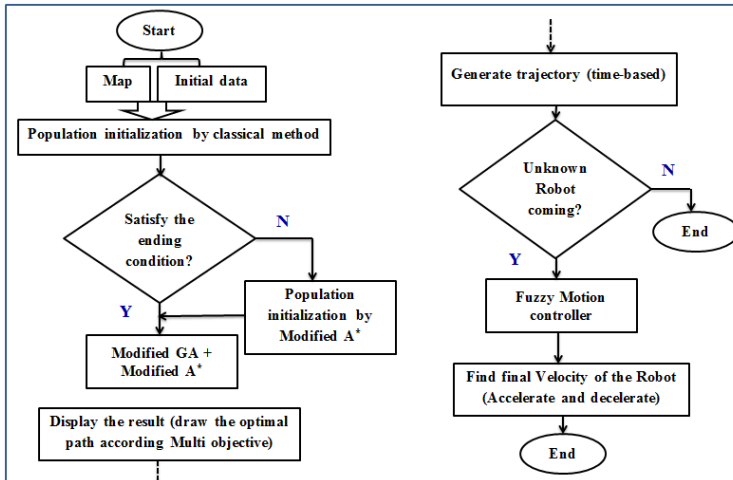 Start
Map
Initial data
Population initialization by classical method
Satisfy the
ending
condition?
N
Y
Population
initialization by
Modified A*
Modified GA +
Modified A*
Display the result (draw the optimal
path according Multi objective)
Generate trajectory (time-based)
Unknown
Robot
coming?
N
End
Y
Fuzzy Motion
controller
Find final Velocity of the Robot
(Accelerate and decelerate)
End